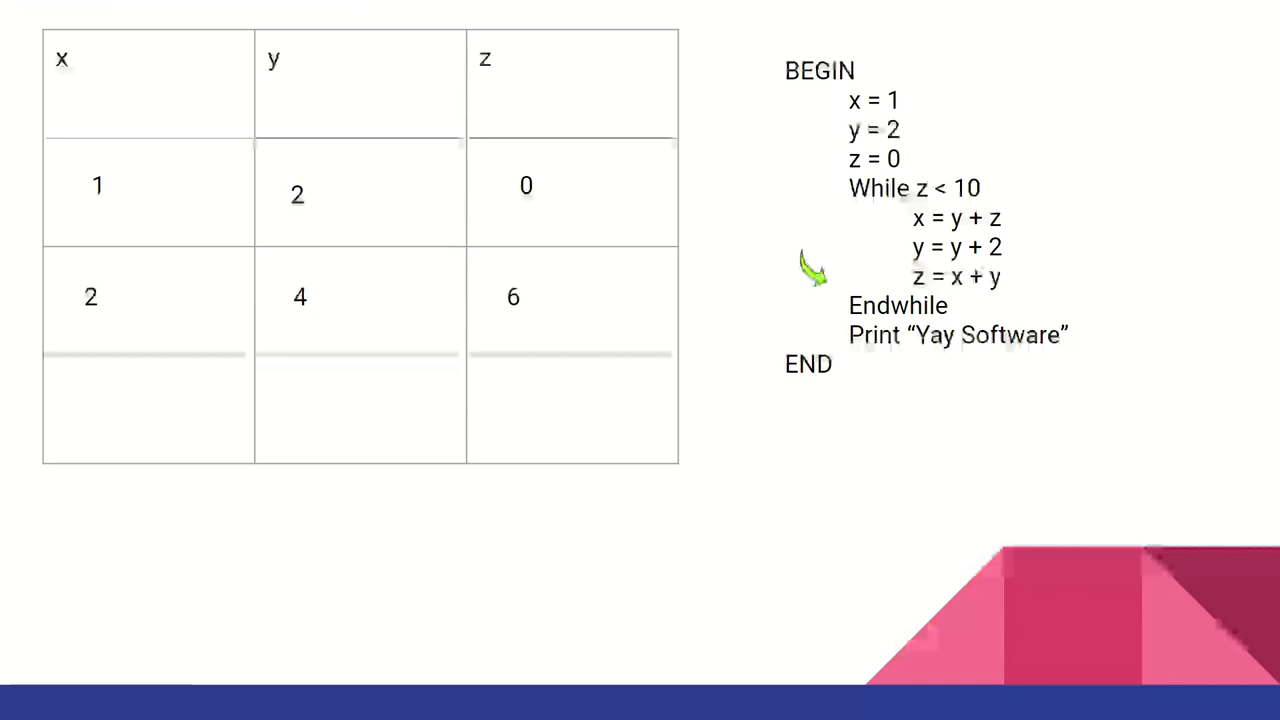 x y z
1 2 0
2 4 6
BEGIN
x = 1
y = 2
z = 0
While z < 10
x = y + z
y = y + 2
z = x + y
Endwhile
Print “Yay Software”
END